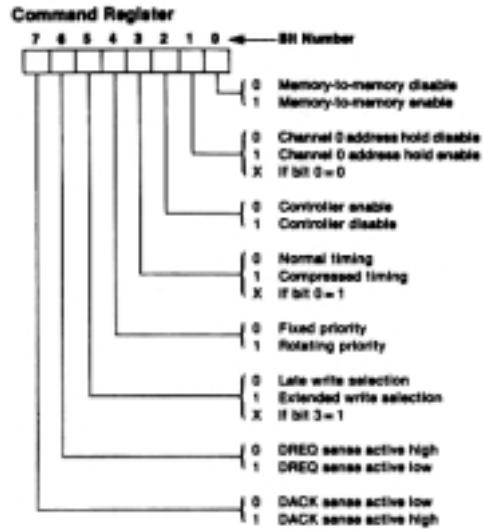 Command Register
7 6 5 4 3 2 1 0 Bit Number
0 Memory-to-memory disable
1 Memory-to-memory enable
0 Channel 0 address hold disable
1 Channel 0 address hold enable
X If bit 0 = 0
0 Controller enable
1 Controller disable
0 Normal timing
1 Compressed timing
X If bit 0 = 1
0 Fixed priority
1 Rotating priority
0 Late write selection
1 Extended write selection
X If bit 3 = 1
0 DREQ sense active high
1 DREQ sense active low
0 DACK sense active low
1 DACK sense active high